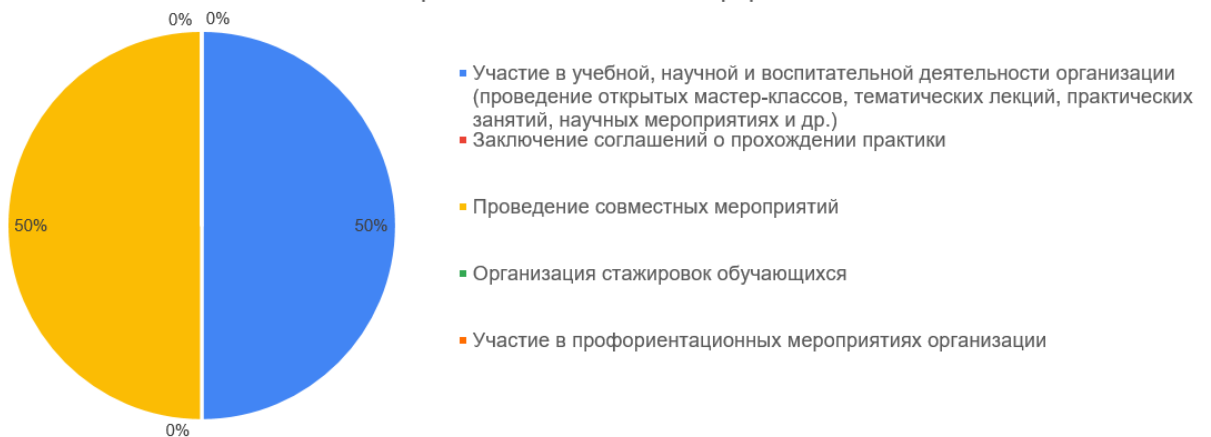 0% 0%
50%
50%
0%
Участие в учебной, научной и воспитательной деятельности организации
(проведение открытых мастер-классов, тематических лекций, практических
занятий, научных мероприятиях и др.)
Заключение соглашений о прохождении практики
Проведение совместных мероприятий
Организация стажировок обучающихся
Участие в профориентационных мероприятиях организации